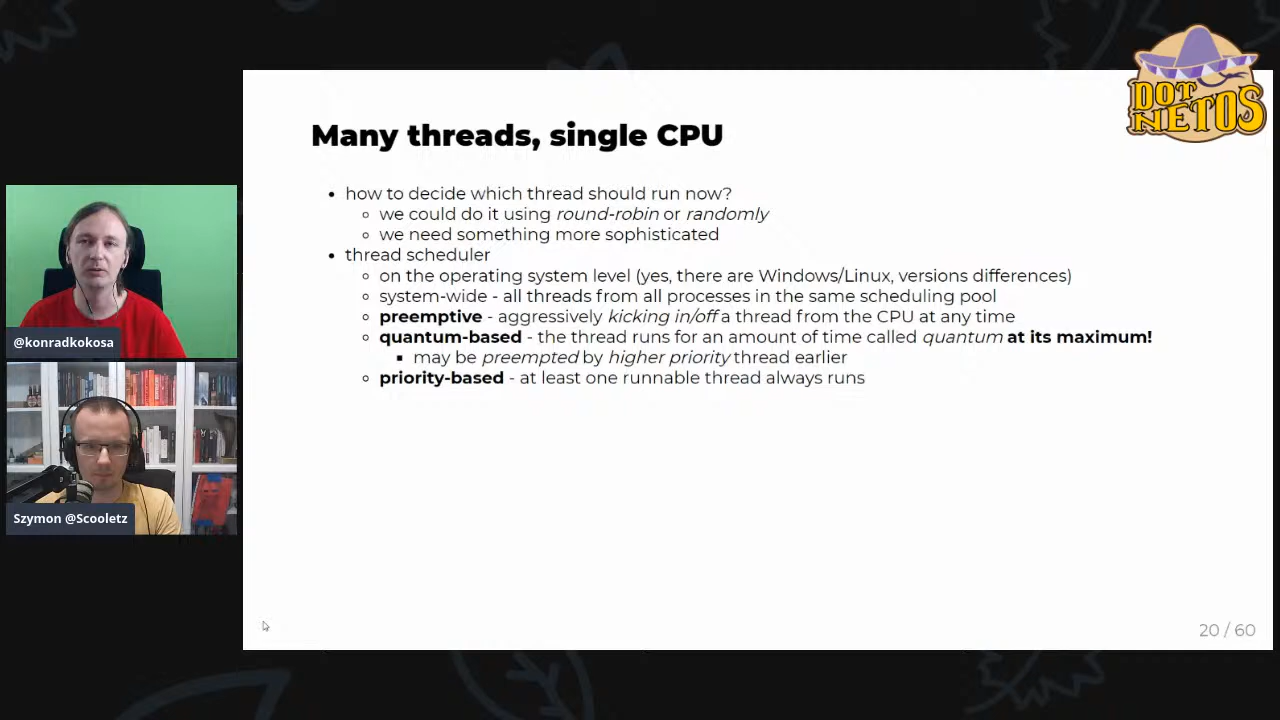 DOT
NETOS
Many threads, single CPU
• how to decide which thread should run now?
◦ we could do it using round-robin or randomly
◦ we need something more sophisticated
• thread scheduler
◦ on the operating system level (yes, there are Windows/Linux, versions differences)
◦ system-wide - all threads from all processes in the same scheduling pool
◦ preemptive - aggressively kicking in/off a thread from the CPU at any time
◦ quantum-based - the thread runs for an amount of time called quantum at its maximum!
▪ may be preempted by higher priority thread earlier
◦ priority-based - at least one runnable thread always runs
@konradkokosa
Szymon @Scooletz
20 / 60